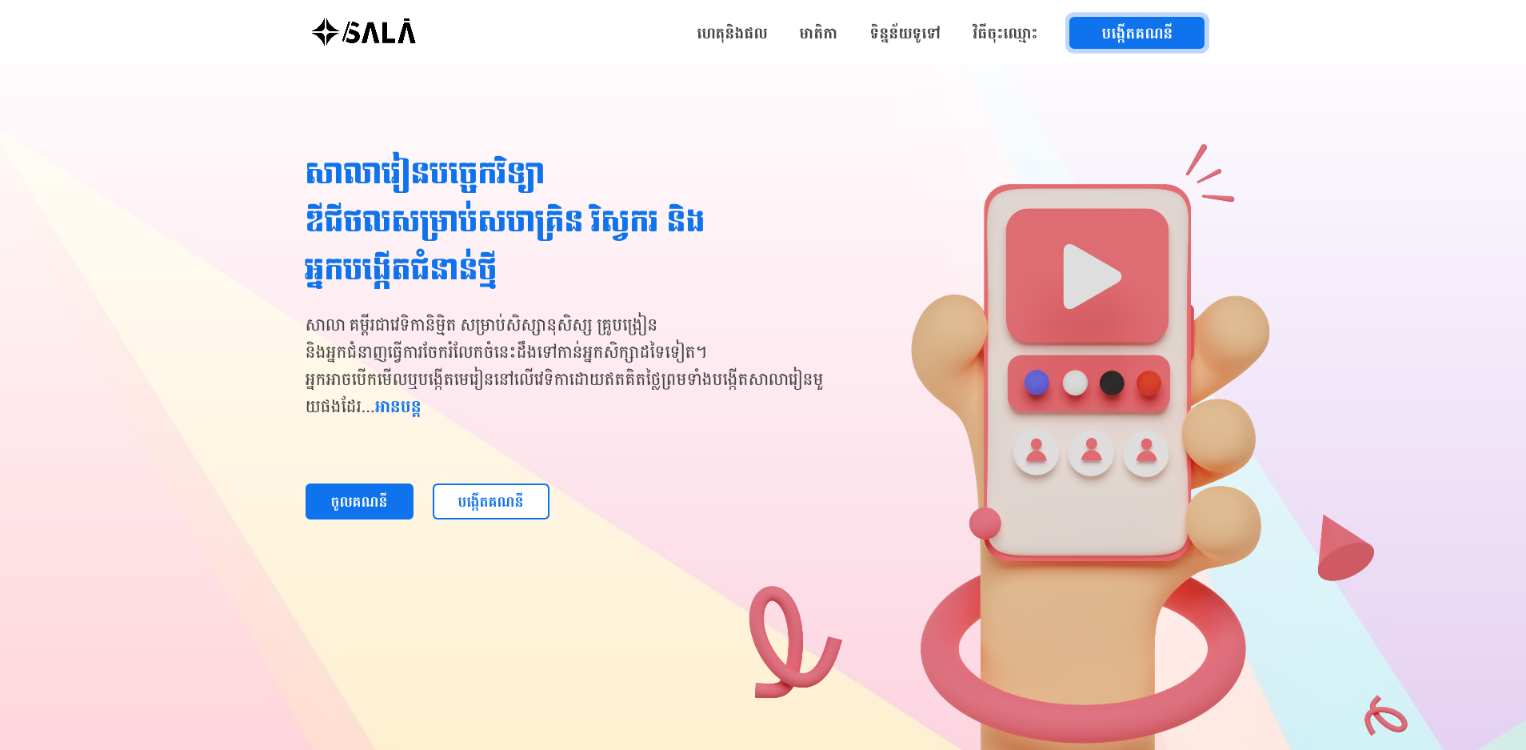 SALĀ
ហេតុនិងផល
មាតិកា
ទិន្នន័យទូទៅ
វិធីចុះឈ្មោះ
បង្កើតគណនី
សាលារៀនបច្ចេកវិទ្យា
ឌីជីថលសម្រាប់សហគ្រិន វិស្វករ និង
អ្នកបង្កើតជំនាន់ថ្មី
សាលា គម្ពីរជាវេទិកានិម្មិត សម្រាប់សិស្សានុសិស្ស គ្រូបង្រៀន
និងអ្នកជំនាញធ្វើការចែករំលែកចំនេះដឹងទៅកាន់អ្នកសិក្សាដទៃទៀត។
អ្នកអាចបើកមើលឬបង្កើតមេរៀននៅលើវេទិកាដោយឥតគិតថ្លៃព្រមទាំងបង្កើតសាលារៀនមួ
យផងដែរ...អានបន្ត
ចូលគណនី
បង្កើតគណនី